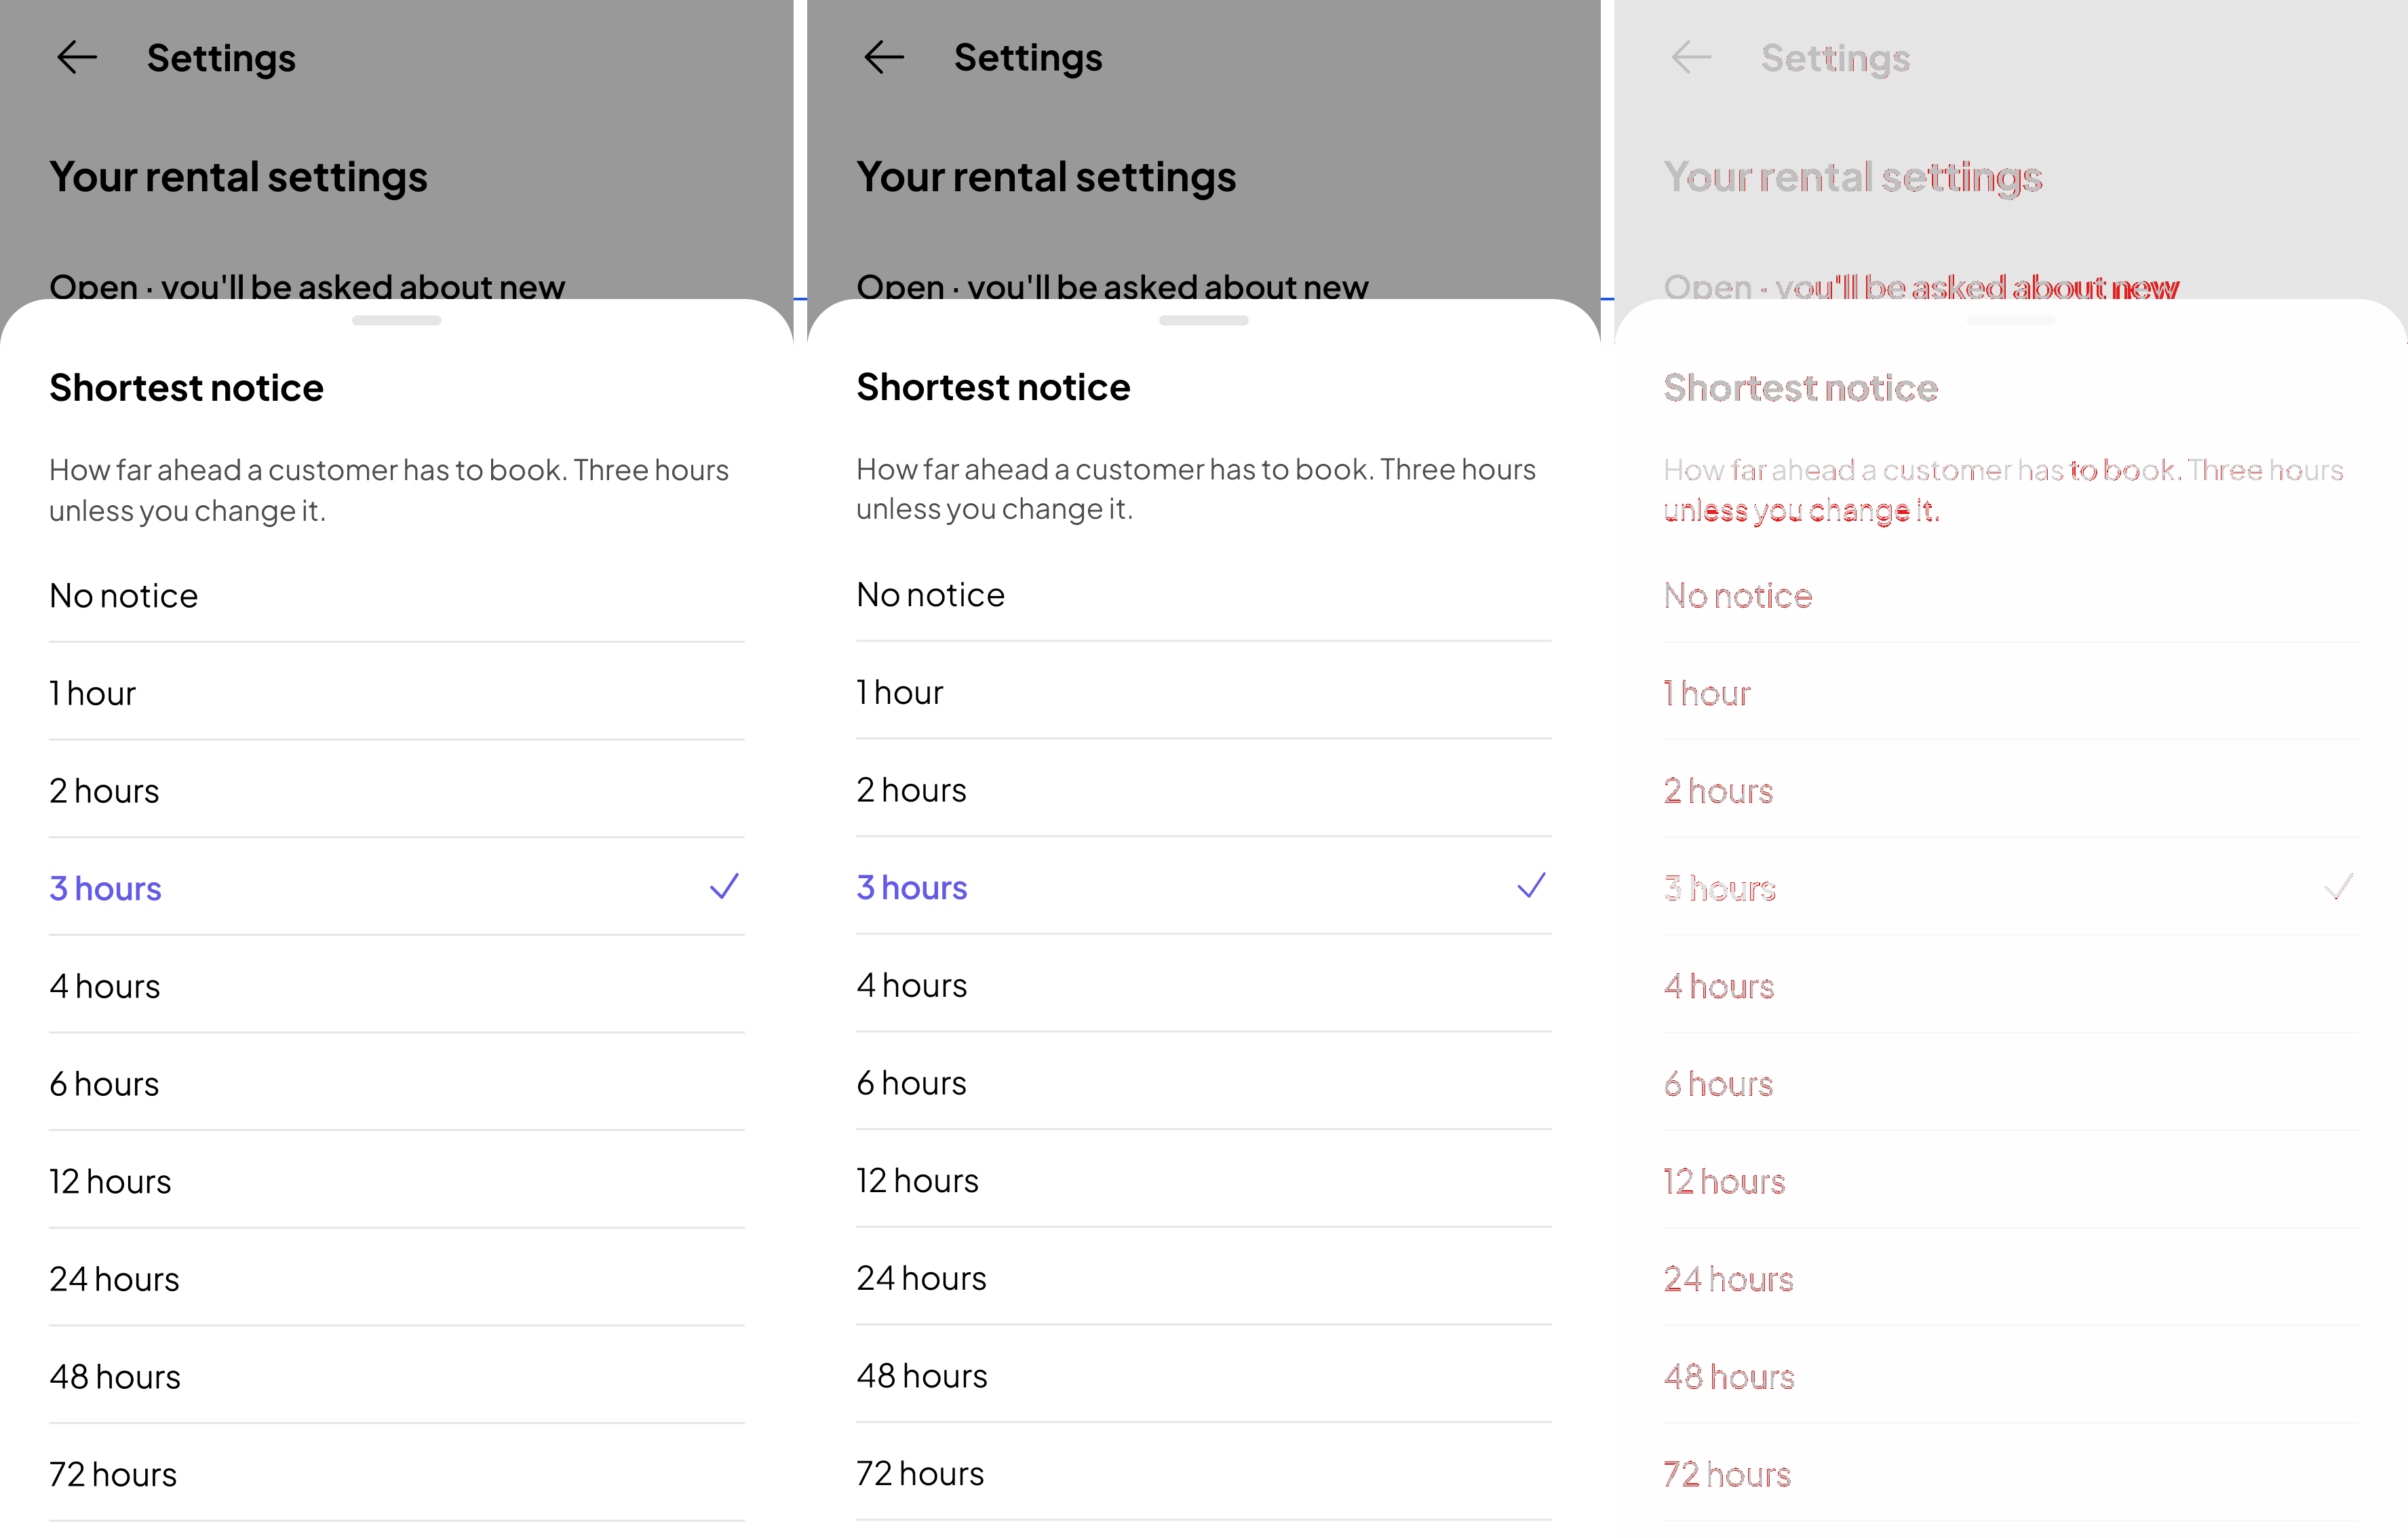 Settings
Your rental settings
Open · you'll be asked about new
Shortest notice
How far ahead a customer has to book. Three hours
unless you change it.
No notice
1 hour
2 hours
3 hours
4 hours
6 hours
12 hours
24 hours
48 hours
72 hours
Settings
Your rental settings
Open · you'll be asked about new
Shortest notice
How far ahead a customer has to book. Three hours
unless you change it.
No notice
1 hour
2 hours
3 hours
4 hours
6 hours
12 hours
24 hours
48 hours
72 hours
Settings
Your rental settings
Open · you'll be asked about new
Shortest notice
How far ahead a customer has to book. Three hours
unless you change it.
No notice
1 hour
2 hours
3 hours
4 hours
6 hours
12 hours
24 hours
48 hours
72 hours